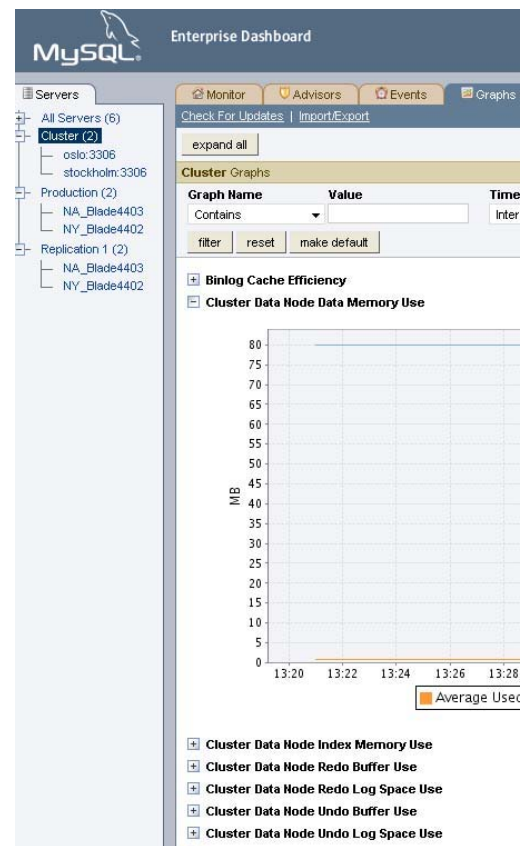 MySQL®
Enterprise Dashboard
Servers
All Servers (6)
Cluster (2)
oslo:3306
stockholm:3306
Production (2)
NA_Blade4403
NY_Blade4402
Replication 1 (2)
NA_Blade4403
NY_Blade4402
Monitor Advisors Events Graphs
Check For Updates | Import/Export
expand all
Cluster Graphs
Graph Name Value Time
Contains Inter
filter reset make default
Binlog Cache Efficiency
Cluster Data Node Data Memory Use
80
75
70
65
60
55
50
45
40
35
30
25
20
15
10
5
0
MB
13:20 13:22 13:24 13:26 13:28
Average Used
Cluster Data Node Index Memory Use
Cluster Data Node Redo Buffer Use
Cluster Data Node Redo Log Space Use
Cluster Data Node Undo Buffer Use
Cluster Data Node Undo Log Space Use